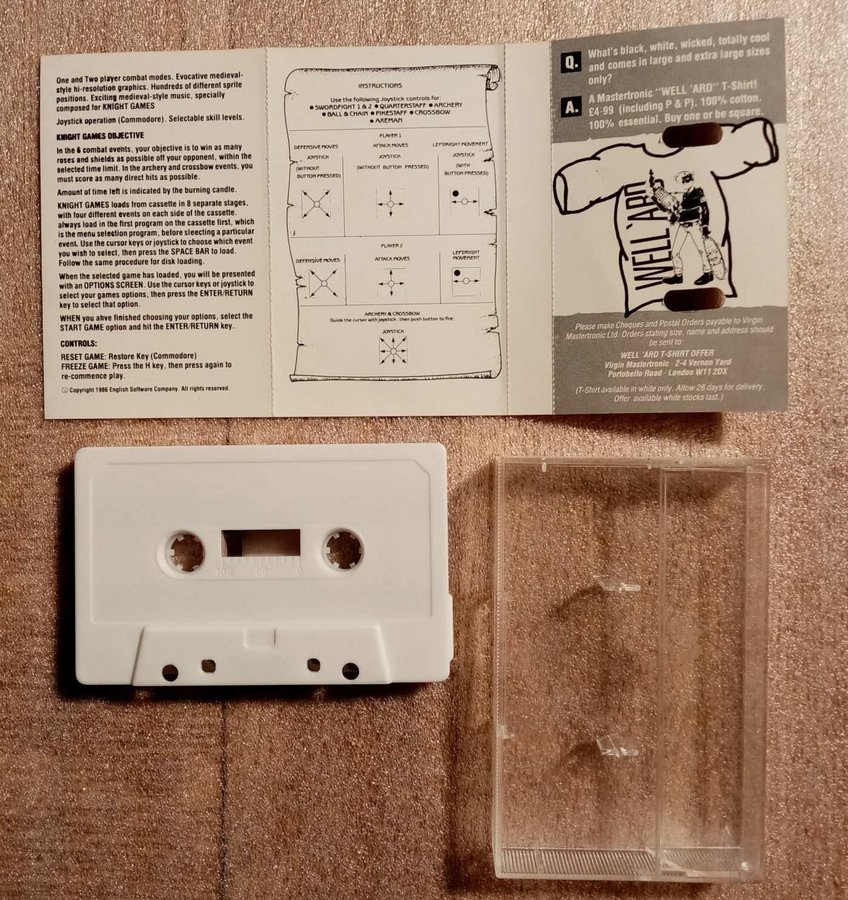 One and Two player combat modes. Evocative medieval-
style hi-resolution graphics. Hundreds of different sprite
positions. Exciting medieval-style music, specially
composed for KNIGHT GAMES
Joystick operation (Commodore). Selectable skill levels.
KNIGHT GAMES OBJECTIVE
In the 6 combat events, your objective is to win as many
roses and shields as possible off your opponent, within the
selected time limit. In the archery and crossbow events, you
must score as many direct hits as possible.
Amount of time left is indicated by the burning candle.
KNIGHT GAMES loads from cassette in 8 separate stages,
with four different events on each side of the cassette.
always load in the first program on the cassette first, which
is the menu selection program, before sleecting a particular
event. Use the cursor keys or joystick to choose which event
you wish to select, then press the SPACE BAR to load.
Follow the same procedure for disk loading.
When the selected game has loaded, you will be presented
with an OPTIONS SCREEN. Use the cursor keys or joystick to
select your games options, then press the ENTER/RETURN
key to select that option.
WHEN you ahve finished choosing your options, select the
START GAME option and hit the ENTER/RETURN key.
CONTROLS:
RESET GAME: Restore Key (Commodore)
FREEZE GAME: Press the H key, then press again to
re-commence play.
© Copyright 1986 English Software Company. All rights reserved.
INSTRUCTIONS
Use the following Joystick controls for:
● SWORDFIGHT 1 & 2 ● QUARTERSTAFF ● ARCHERY
● BALL & CHAIN ● PIKESTAFF ● CROSSBOW
● AXEMAN
PLAYER 1
DEFENSIVE MOVES ATTACK MOVES LEFT/RIGHT MOVEMENT
JOYSTICK JOYSTICK JOYSTICK
(WITHOUT BUTTON PRESSED) (WITHOUT BUTTON PRESSED) (WITH BUTTON PRESSED)
PLAYER 2
DEFENSIVE MOVES ATTACK MOVES LEFT/RIGHT MOVEMENT
ARCHERY & CROSSBOW
Guide the cursor with joystick, then push button to fire:
JOYSTICK
Q. What's black, white, wicked, totally cool
and comes in large and extra large sizes
only?
A. A Mastertronic "WELL 'ARD" T-Shirt!
£4-99 (including P & P). 100% cotton.
100% essential. Buy one or be square.
WELL 'ARD
Please make Cheques and Postal Orders payable to Virgin
Mastertronic Ltd. Orders stating size, name and address should
be sent to:
WELL 'ARD T-SHIRT OFFER
Virgin Mastertronic · 2-4 Vernon Yard
Portobello Road · London W11 2DX
(T-Shirt available in white only. Allow 28 days for delivery.
Offer available while stocks last.)
100 50 0